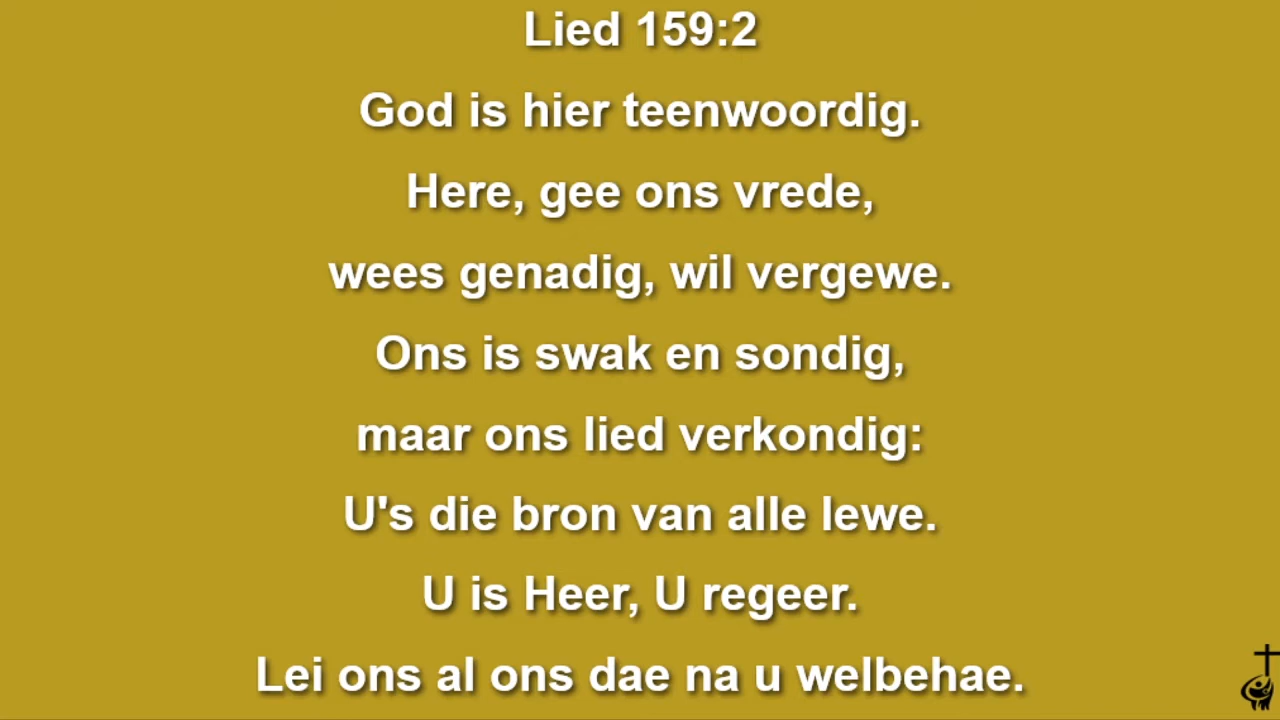 Lied 159:2
God is hier teenwoordig.
Here, gee ons vrede,
wees genadig, wil vergewe.
Ons is swak en sondig,
maar ons lied verkondig:
U's die bron van alle lewe.
U is Heer, U regeer.
Lei ons al ons dae na u welbehae.